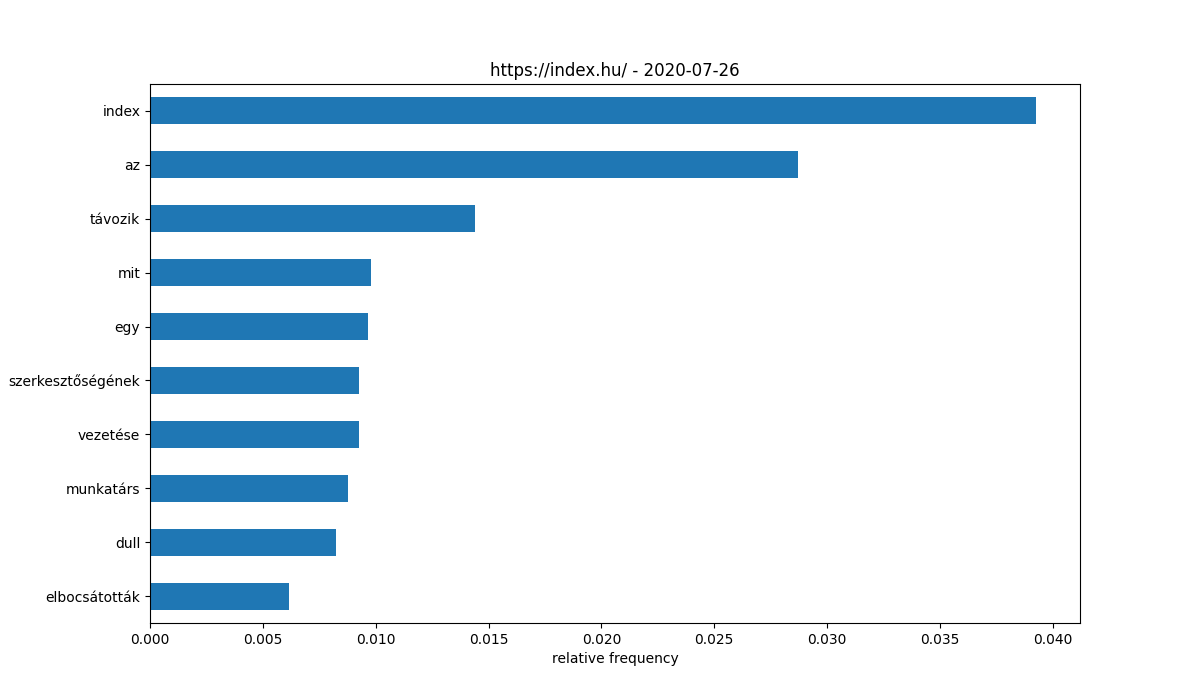 https://index.hu/ - 2020-07-26
index
az
távozik
mit
egy
szerkesztőségének
vezetése
munkatárs
dull
elbocsátották
0.000 0.005 0.010 0.015 0.020 0.025 0.030 0.035 0.040
relative frequency